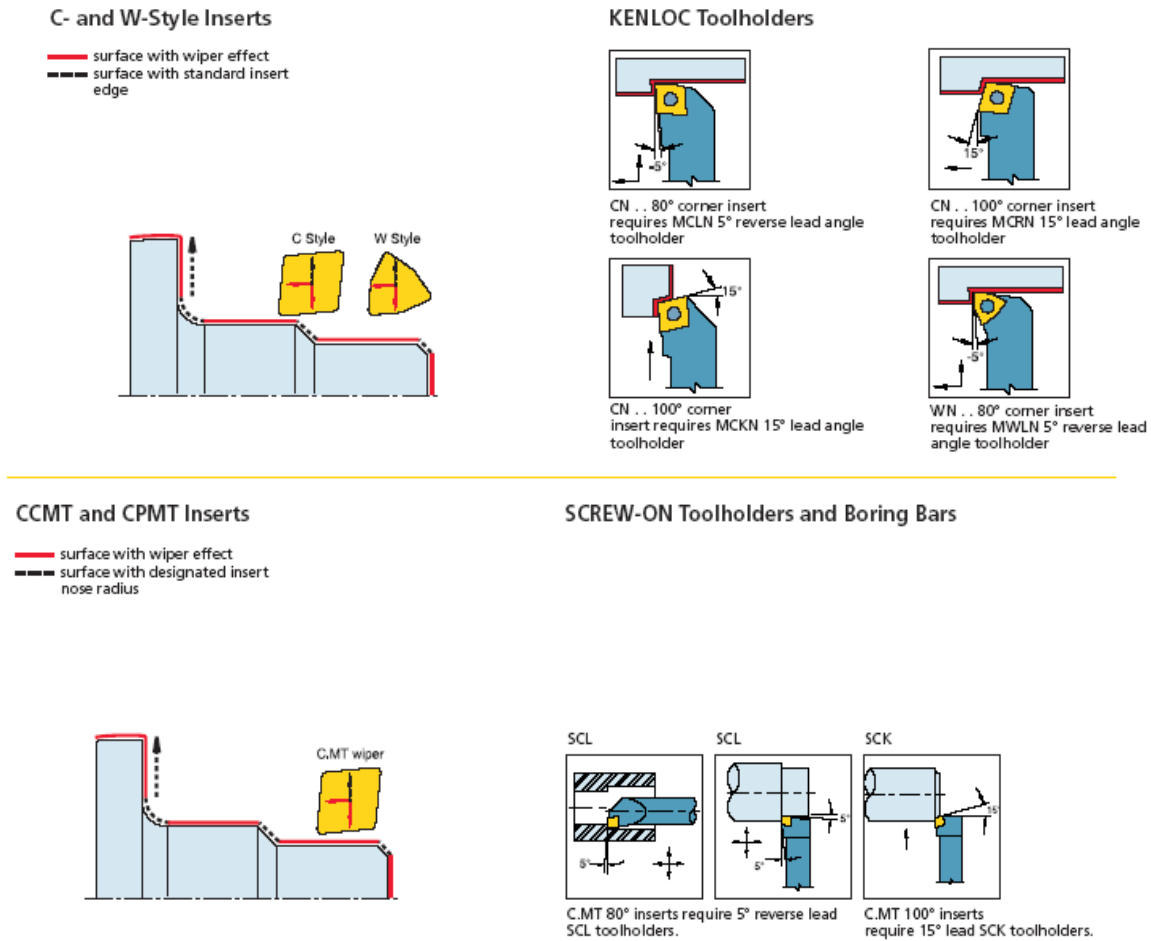 C- and W-Style Inserts
surface with wiper effect
surface with standard insert
edge
C Style
W Style
KENLOC Toolholders
-5°
CN . . 80° corner insert
requires MCLN 5° reverse lead angle
toolholder
15°
CN . . 100° corner insert
requires MCRN 15° lead angle
toolholder
15°
CN . . 100° corner
insert requires MCKN 15° lead angle
toolholder
-5°
WN . . 80° corner insert
requires MWLN 5° reverse lead
angle toolholder
CCMT and CPMT Inserts
surface with wiper effect
surface with designated insert
nose radius
C.MT wiper
SCREW-ON Toolholders and Boring Bars
SCL
5°
SCL
5°
5°
SCK
15°
C.MT 80° inserts require 5° reverse lead
SCL toolholders.
C.MT 100° inserts
require 15° lead SCK toolholders.